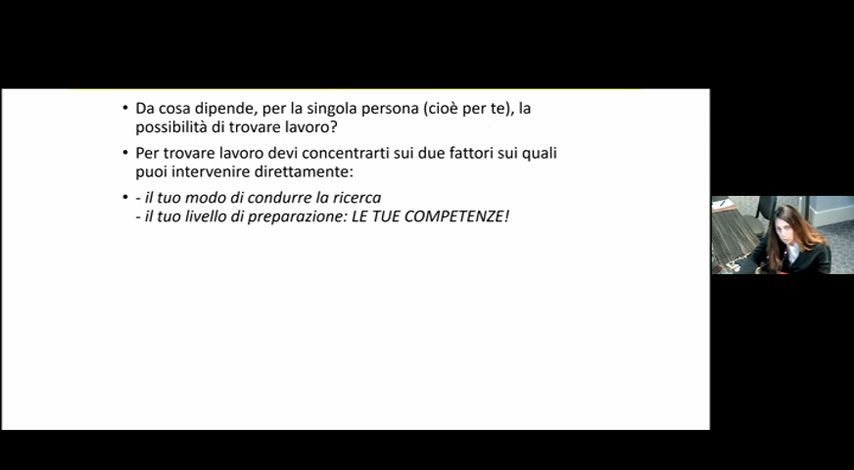 • Da cosa dipende, per la singola persona (cioè per te), la
possibilità di trovare lavoro?
• Per trovare lavoro devi concentrarti sui due fattori sui quali
puoi intervenire direttamente:
• - il tuo modo di condurre la ricerca
- il tuo livello di preparazione: LE TUE COMPETENZE!